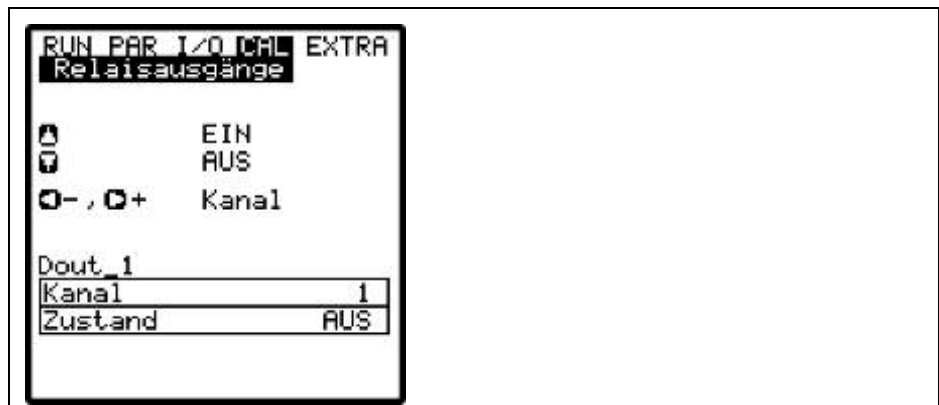 RUN PAR I/O CAL EXTRA
Relaisausgänge
EIN
AUS
-,+ Kanal
Dout_1
Kanal 1
Zustand AUS